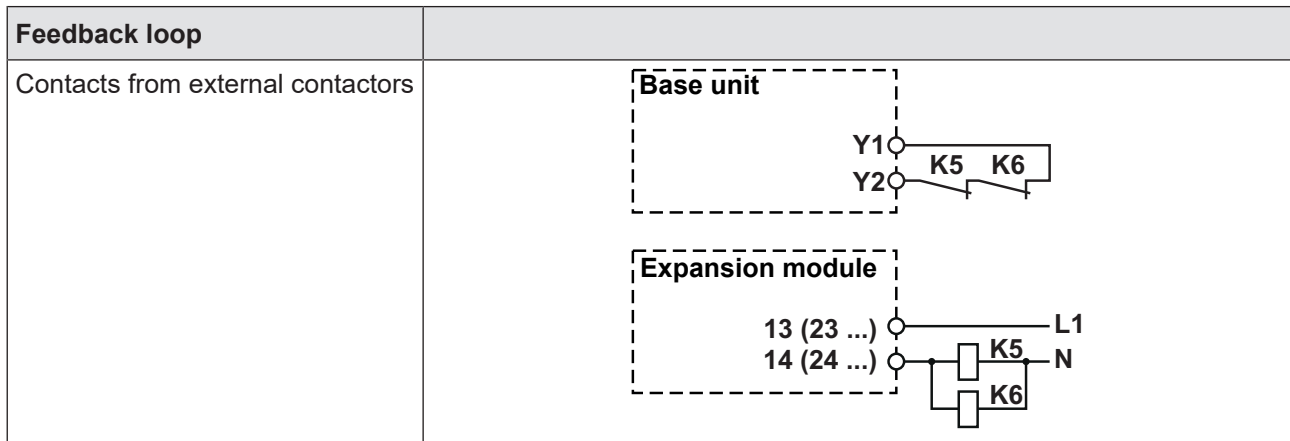 Feedback loop
Contacts from external contactors
Base unit
Y1
K5 K6
Y2
Expansion module
13 (23 ...) L1
14 (24 ...) K5 N
K6